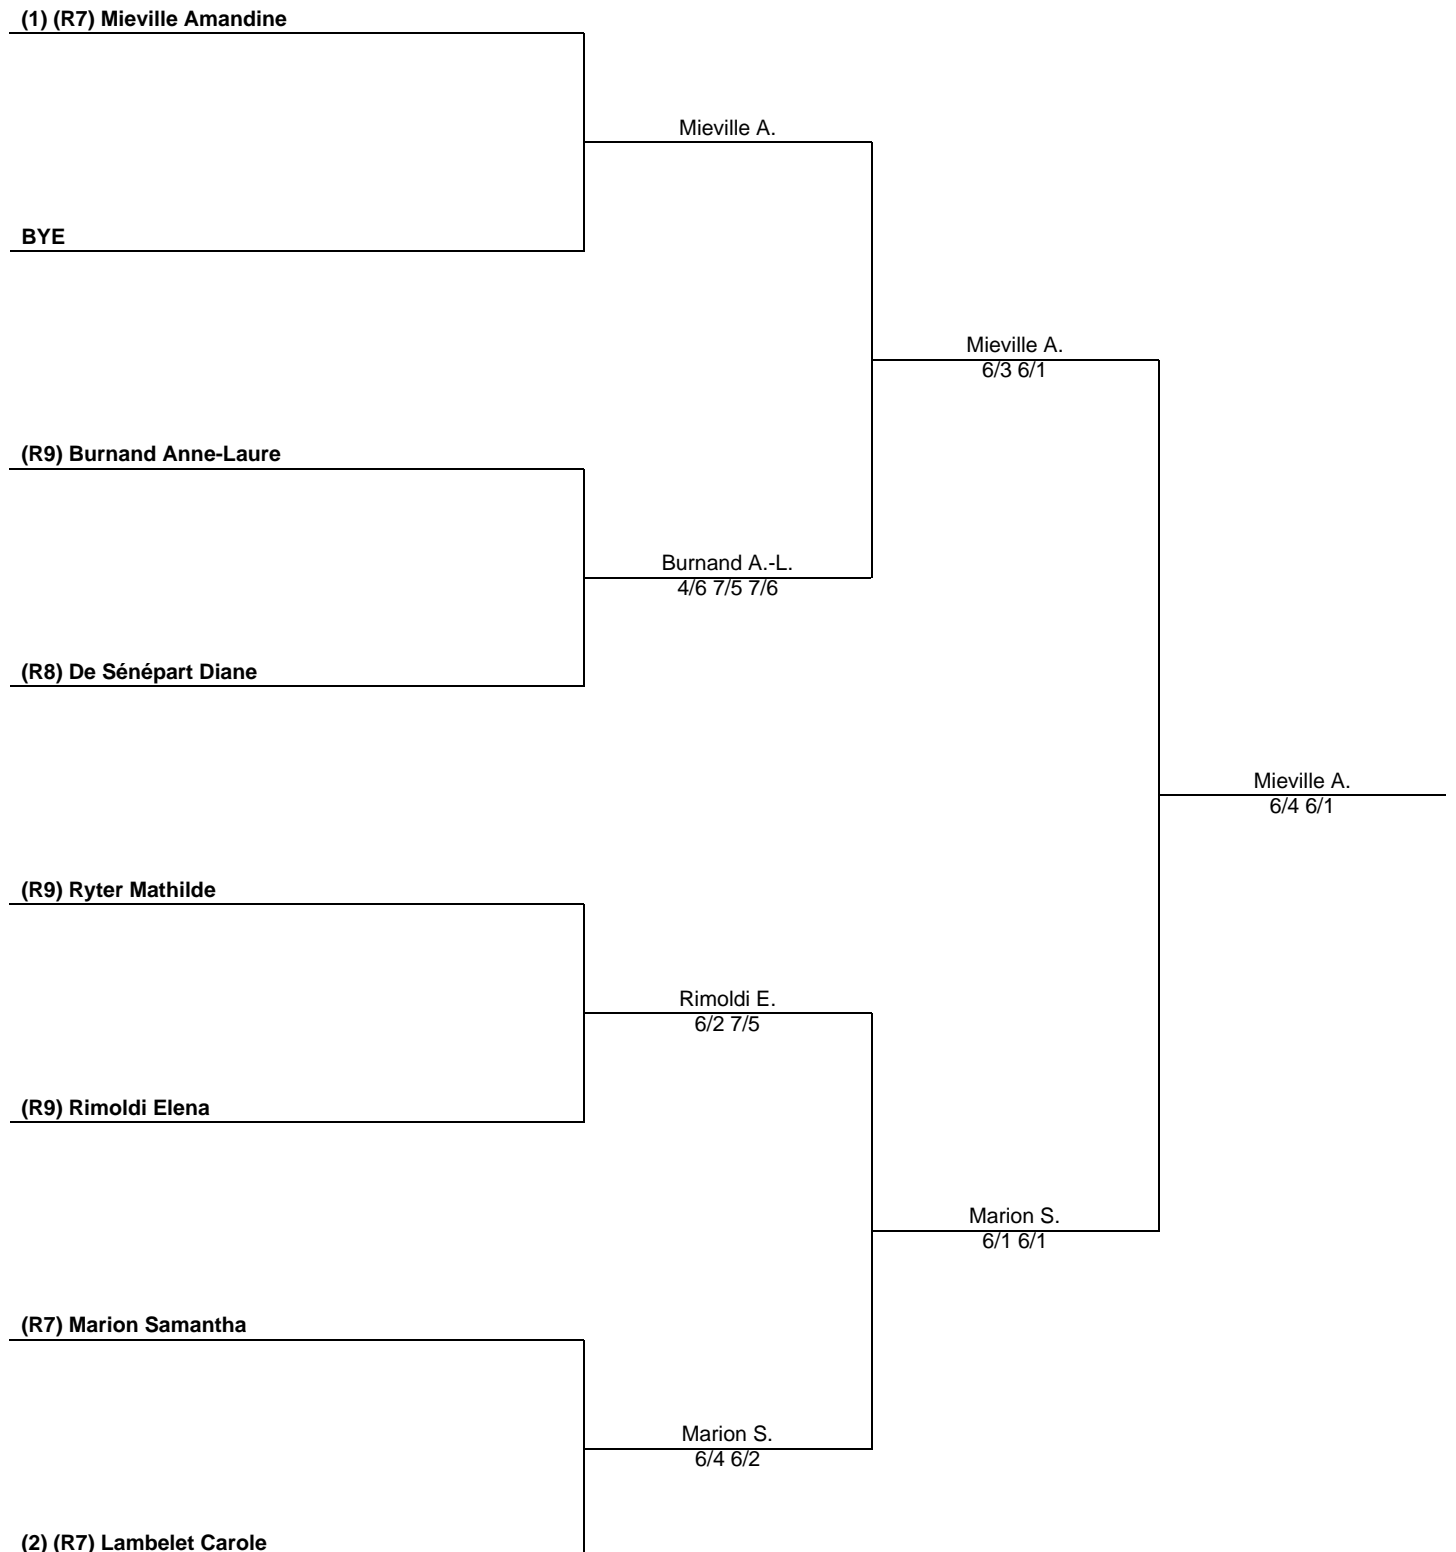 (1) (R7) Mieville Amandine
Mieville A.
BYE
Mieville A.
6/3 6/1
(R9) Burnand Anne-Laure
Burnand A.-L.
4/6 7/5 7/6
(R8) De Sénépart Diane
Mieville A.
6/4 6/1
(R9) Ryter Mathilde
Rimoldi E.
6/2 7/5
(R9) Rimoldi Elena
Marion S.
6/1 6/1
(R7) Marion Samantha
Marion S.
6/4 6/2
(2) (R7) Lambelet Carole